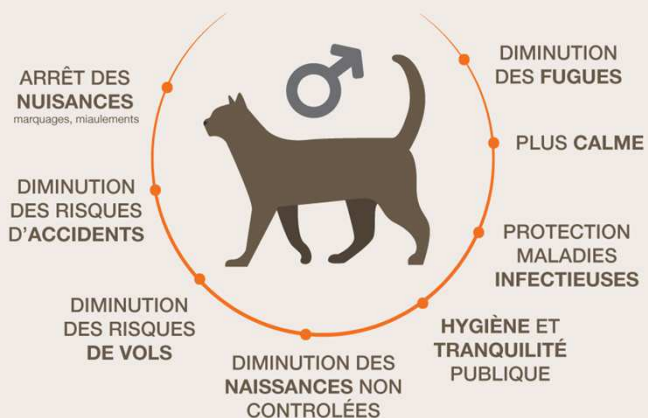 ARRÊT DES
NUISANCES
marquages, miaulements
DIMINUTION
DES RISQUES
D'ACCIDENTS
DIMINUTION
DES RISQUES
DE VOLS
DIMINUTION DES
NAISSANCES NON
CONTROLÉES
HYGIÈNE ET
TRANQUILITÉ
PUBLIQUE
PROTECTION
MALADIES
INFECTIEUSES
PLUS CALME
DIMINUTION
DES FUGUES